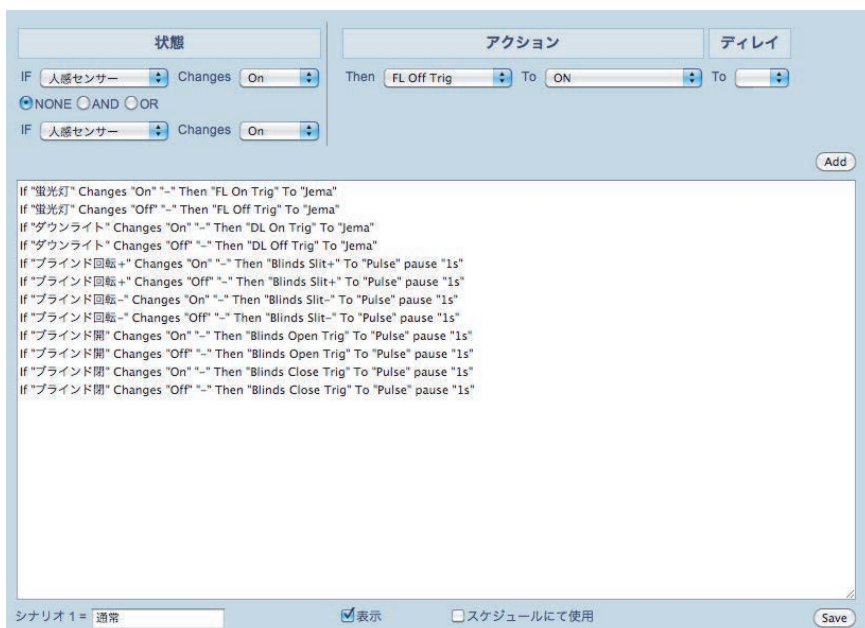 状態
アクション
ディレイ
IF 人感センサー Changes On Then FL Off Trig To ON To
NONE AND OR
IF 人感センサー Changes On
Add
If "蛍光灯" Changes "On" "-" Then "FL On Trig" To "Jema"
If "蛍光灯" Changes "Off" "-" Then "FL Off Trig" To "Jema"
If "ダウンライト" Changes "On" "-" Then "DL On Trig" To "Jema"
If "ダウンライト" Changes "Off" "-" Then "DL Off Trig" To "Jema"
If "ブラインド回転+" Changes "On" "-" Then "Blinds Slit+" To "Pulse" pause "1s"
If "ブラインド回転+" Changes "Off" "-" Then "Blinds Slit+" To "Pulse" pause "1s"
If "ブラインド回転-" Changes "On" "-" Then "Blinds Slit-" To "Pulse" pause "1s"
If "ブラインド回転-" Changes "Off" "-" Then "Blinds Slit-" To "Pulse" pause "1s"
If "ブラインド開" Changes "On" "-" Then "Blinds Open Trig" To "Pulse" pause "1s"
If "ブラインド開" Changes "Off" "-" Then "Blinds Open Trig" To "Pulse" pause "1s"
If "ブラインド閉" Changes "On" "-" Then "Blinds Close Trig" To "Pulse" pause "1s"
If "ブラインド閉" Changes "Off" "-" Then "Blinds Close Trig" To "Pulse" pause "1s"
シナリオ 1 = 通常 表示 スケジュールにて使用 Save